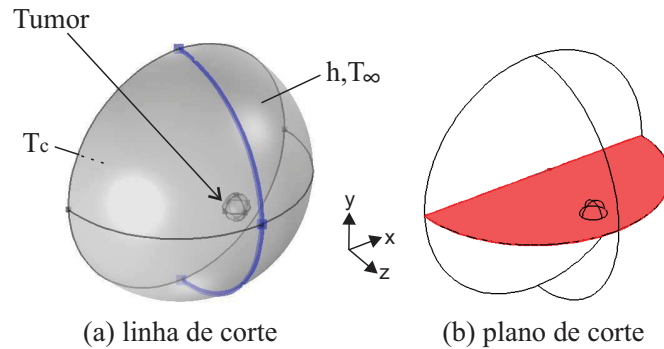 Tumor
h,T∞
Tc
y
x
z
(a) linha de corte
(b) plano de corte